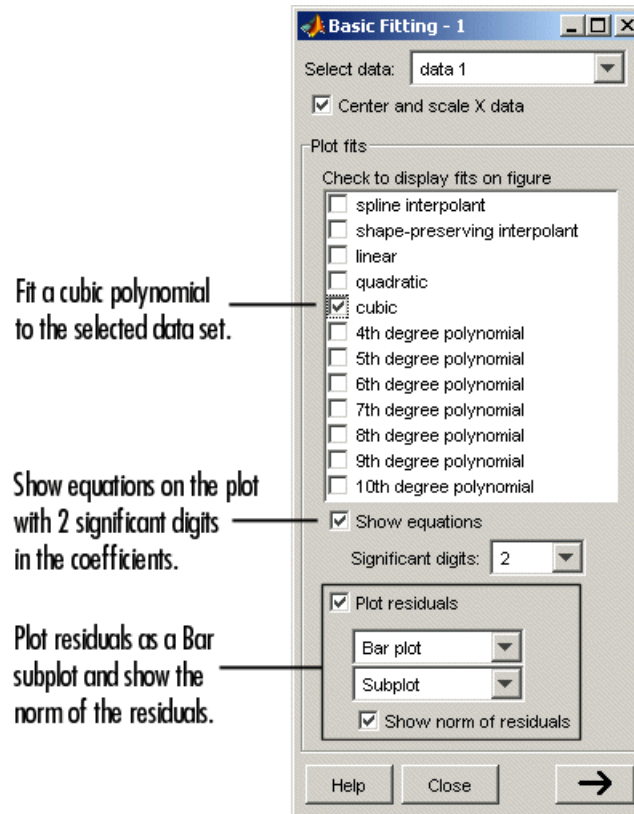 Basic Fitting - 1
Select data: data 1
Center and scale X data
Plot fits
Check to display fits on figure
spline interpolant
shape-preserving interpolant
linear
quadratic
cubic
4th degree polynomial
5th degree polynomial
6th degree polynomial
7th degree polynomial
8th degree polynomial
9th degree polynomial
10th degree polynomial
Show equations
Significant digits: 2
Plot residuals
Bar plot
Subplot
Show norm of residuals
Help
Close
Fit a cubic polynomial
to the selected data set.
Show equations on the plot
with 2 significant digits
in the coefficients.
Plot residuals as a Bar
subplot and show the
norm of the residuals.